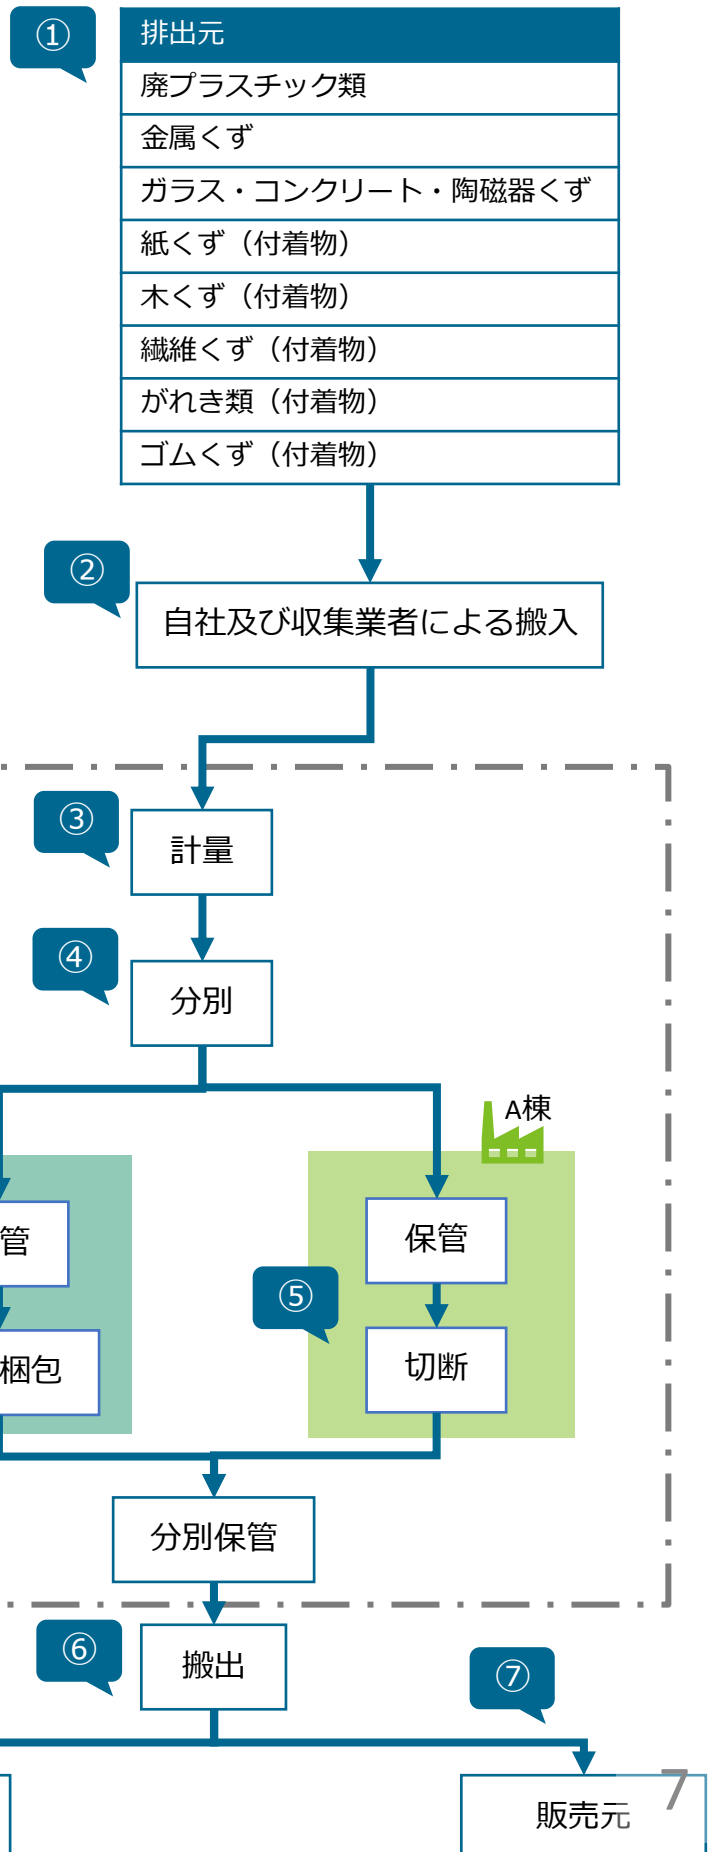 ①
排出元
廃プラスチック類
金属くず
ガラス・コンクリート・陶磁器くず
紙くず（付着物）
木くず（付着物）
繊維くず（付着物）
がれき類（付着物）
ゴムくず（付着物）
②
自社及び収集業者による搬入
③
計量
④
分別
A棟
管
保管
⑤
梱包
切断
分別保管
⑥
搬出
⑦
販売元
7